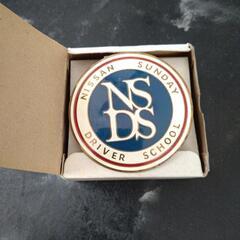 NISSAN SUNDAY
NS
DS
DRIVER SCHOOL